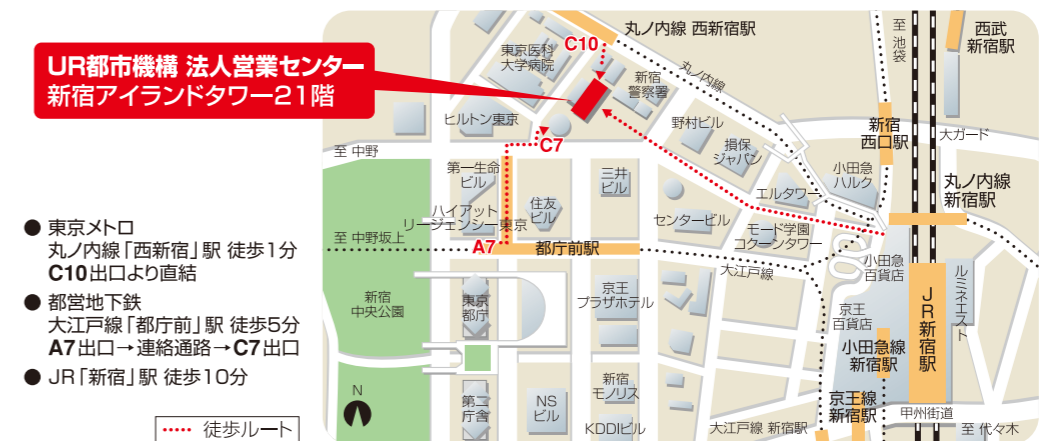 UR都市機構 法人営業センター
新宿アイランドタワー21階
● 東京メトロ
丸ノ内線「西新宿」駅 徒歩1分
C10出口より直結
● 都営地下鉄
大江戸線「都庁前」駅 徒歩5分
A7出口→連絡通路→C7出口
● JR「新宿」駅 徒歩10分
徒歩ルート
丸ノ内線 西新宿駅
C10
東京医科
大学病院
新宿
警察署
丸ノ内線
至 池袋
西武
新宿駅
ヒルトン東京
C7
野村ビル
損保
ジャパン
新宿
西口駅
大ガード
至 中野
第一生命
ビル
三井
ビル
小田急
ハルク
エルタワー
丸ノ内線
新宿駅
ハイアット
リージェンシー東京
住友
ビル
センタービル
モード学園
コクーンタワー
至 中野坂上
A7
都庁前駅
大江戸線
小田急
百貨店
新宿
中央公園
東京
都庁
京王
プラザホテル
京王
百貨店
JR新宿駅
ルミネエスト
小田急線
新宿駅
N
第二
庁舎
NS
ビル
新宿
モノリス
KDDIビル
京王線
新宿駅
甲州街道
大江戸線 新宿駅
至 代々木